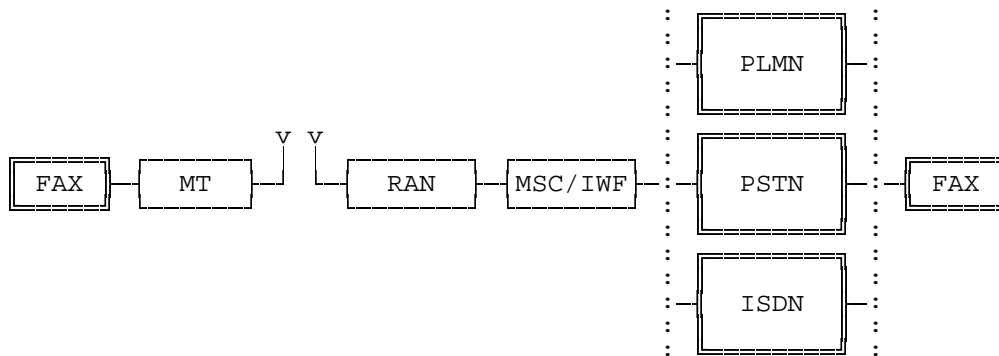 PLMN
v v
FAX MT RAN MSC/IWF PSTN FAX
ISDN